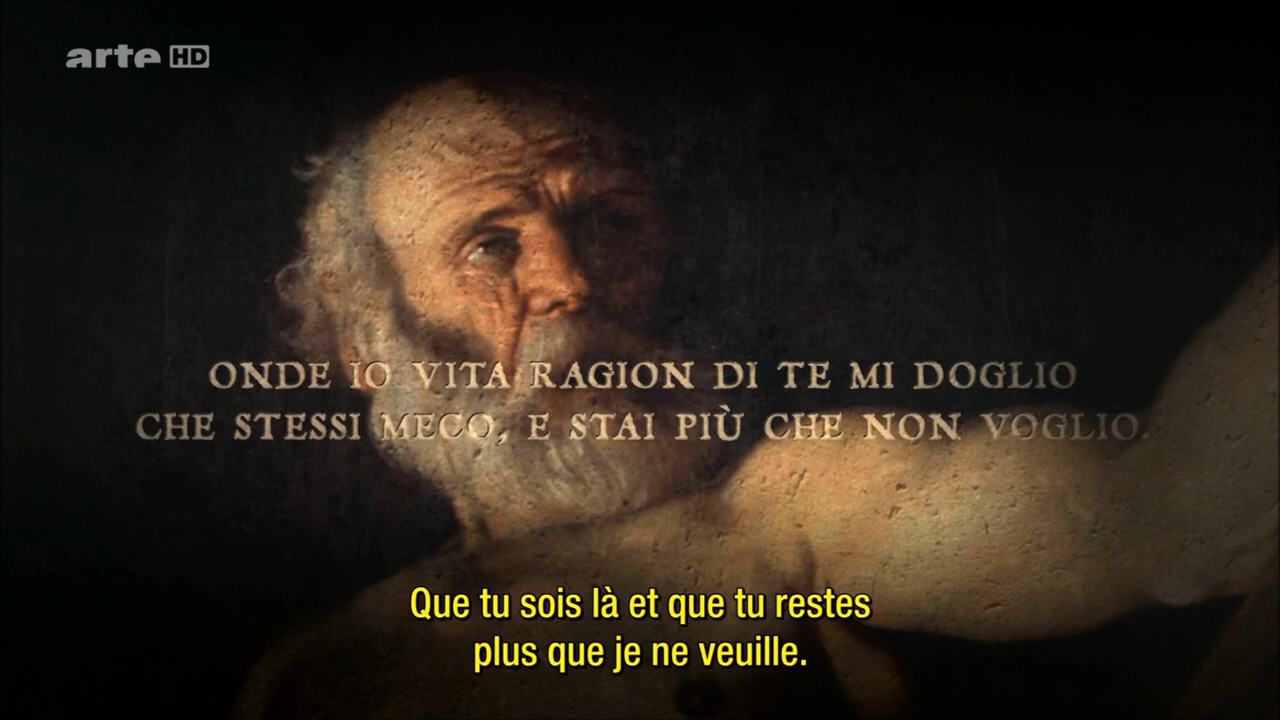 arte HD
ONDE IO VITA RAGION DI TE MI DOGLIO
CHE STESSI MECO, E STAI PIÙ CHE NON VOGLIO.
Que tu sois là et que tu restes
plus que je ne veuille.